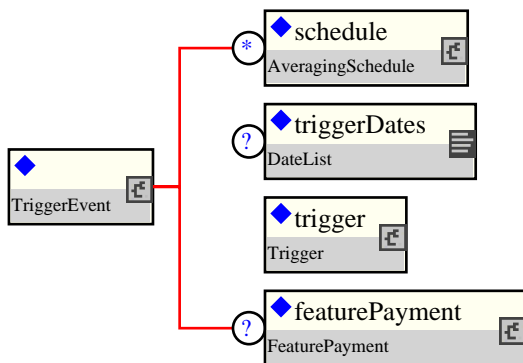 * schedule
AveragingSchedule
? triggerDates
DateList
TriggerEvent
trigger
Trigger
? featurePayment
FeaturePayment